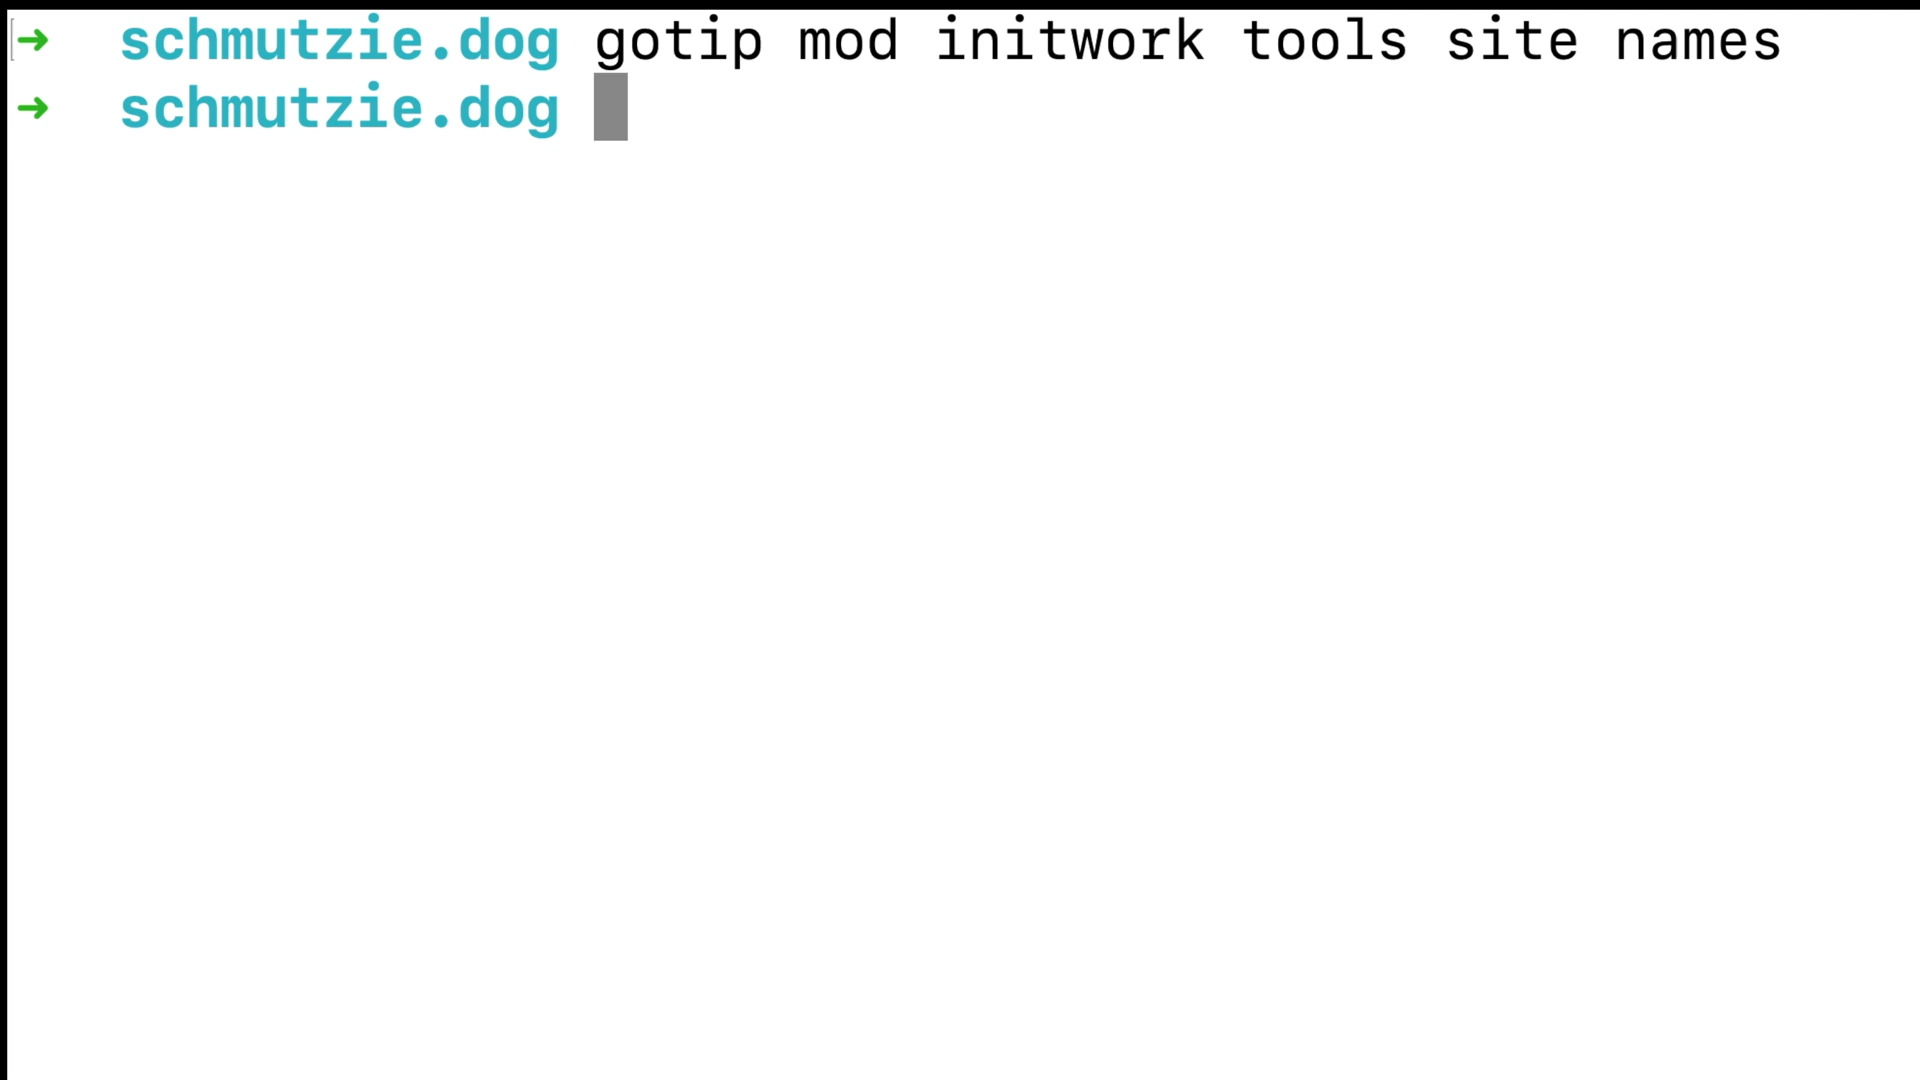 → schmutzie.dog gotip mod initwork tools site names
→ schmutzie.dog